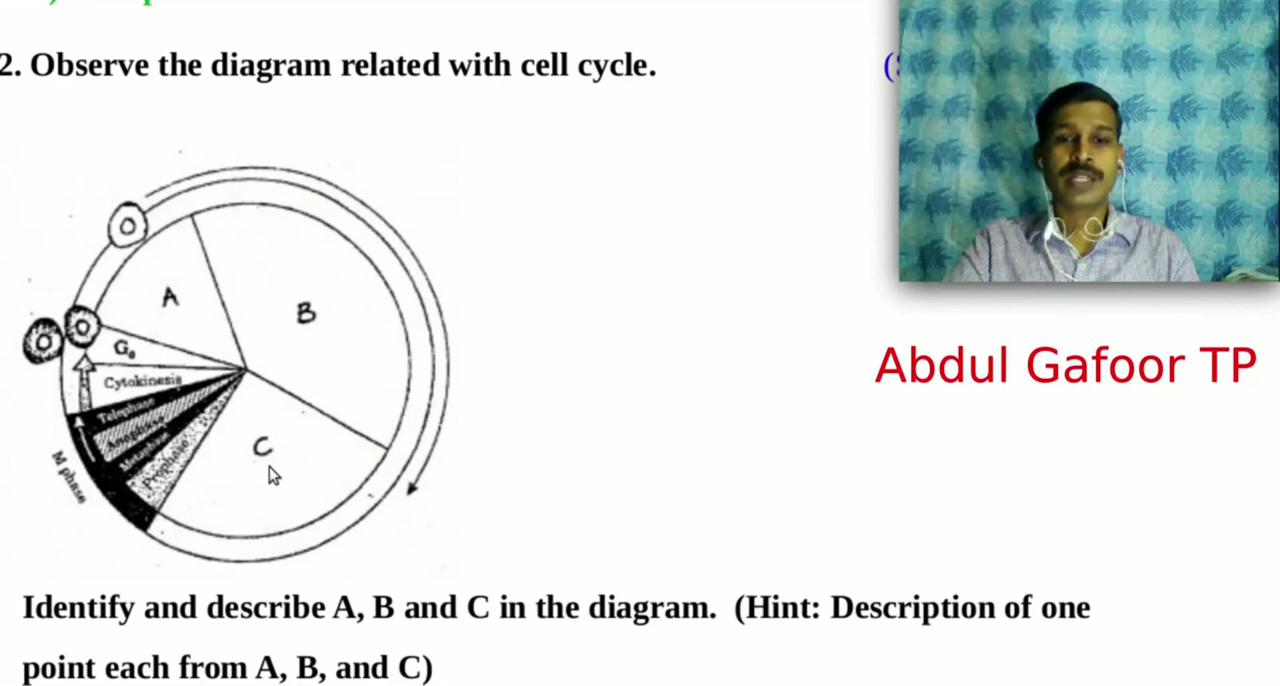 2. Observe the diagram related with cell cycle.
(
A
B
G₀
Cytokinesis
Telephase
Anaphase
Metaphase
Prophase
M phase
C
Abdul Gafoor TP
Identify and describe A, B and C in the diagram. (Hint: Description of one
point each from A, B, and C)